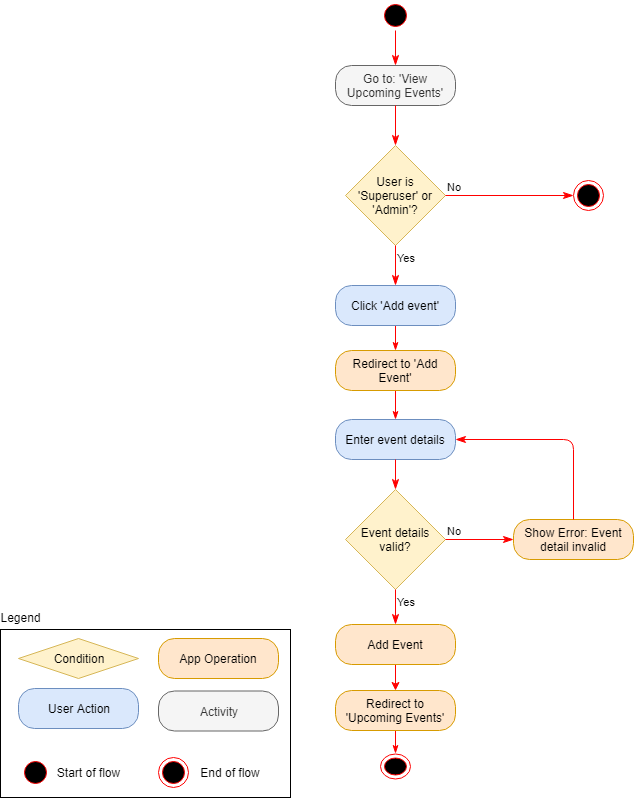 Go to: 'View
Upcoming Events'
User is
'Superuser' or
'Admin'?
No
Yes
Click 'Add event'
Redirect to 'Add
Event'
Enter event details
Event details
valid?
No
Show Error: Event
detail invalid
Yes
Add Event
Redirect to
'Upcoming Events'
Legend
Condition
App Operation
User Action
Activity
Start of flow
End of flow